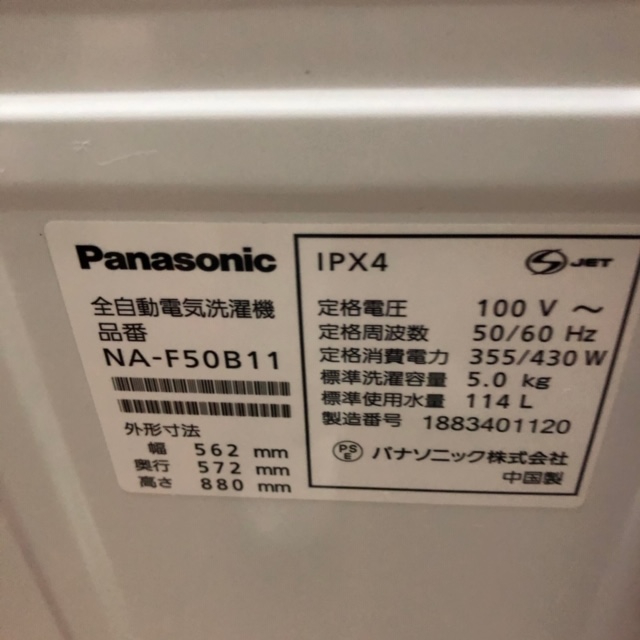 Panasonic
全自動電気洗濯機
品番
NA-F50B11
外形寸法
幅 562 mm
奥行 572 mm
高さ 880 mm
IPX4
S JET
定格電圧 100 V ～
定格周波数 50/60 Hz
定格消費電力 355/430 W
標準洗濯容量 5.0 kg
標準使用水量 114 L
製造番号 1883401120
PSE パナソニック株式会社
中国製